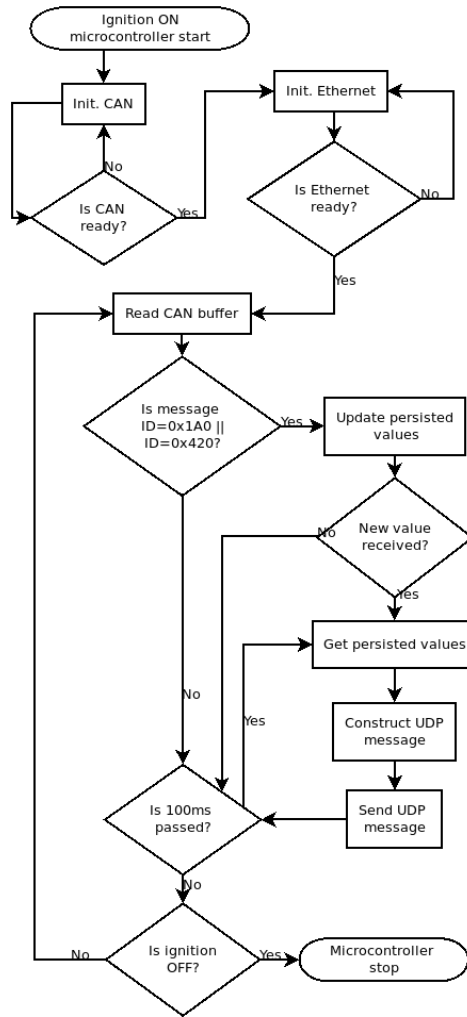 Ignition ON
microcontroller start
Init. CAN
Init. Ethernet
No
Is CAN
ready?
Yes
Is Ethernet
ready?
No
Yes
Read CAN buffer
Is message
ID=0x1A0 ||
ID=0x420?
Yes
Update persisted
values
No
New value
received?
Yes
Get persisted values
No
Yes
Construct UDP
message
Is 100ms
passed?
Send UDP
message
No
No
Is ignition
OFF?
Yes
Microcontroller
stop